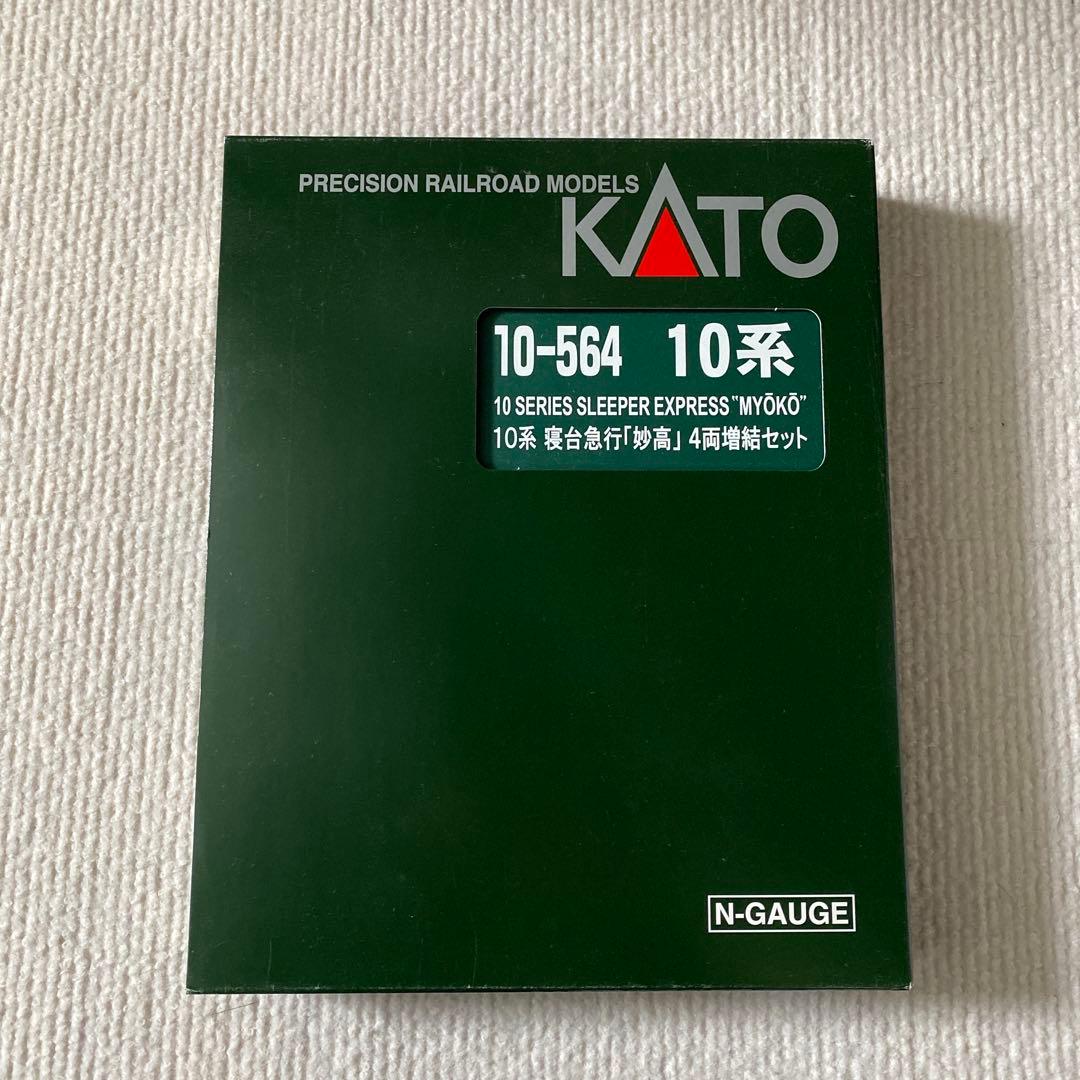 PRECISION RAILROAD MODELS
KATO
10-564 10系
10 SERIES SLEEPER EXPRESS "MYŌKŌ"
10系 寝台急行「妙高」 4両増結セット
N-GAUGE